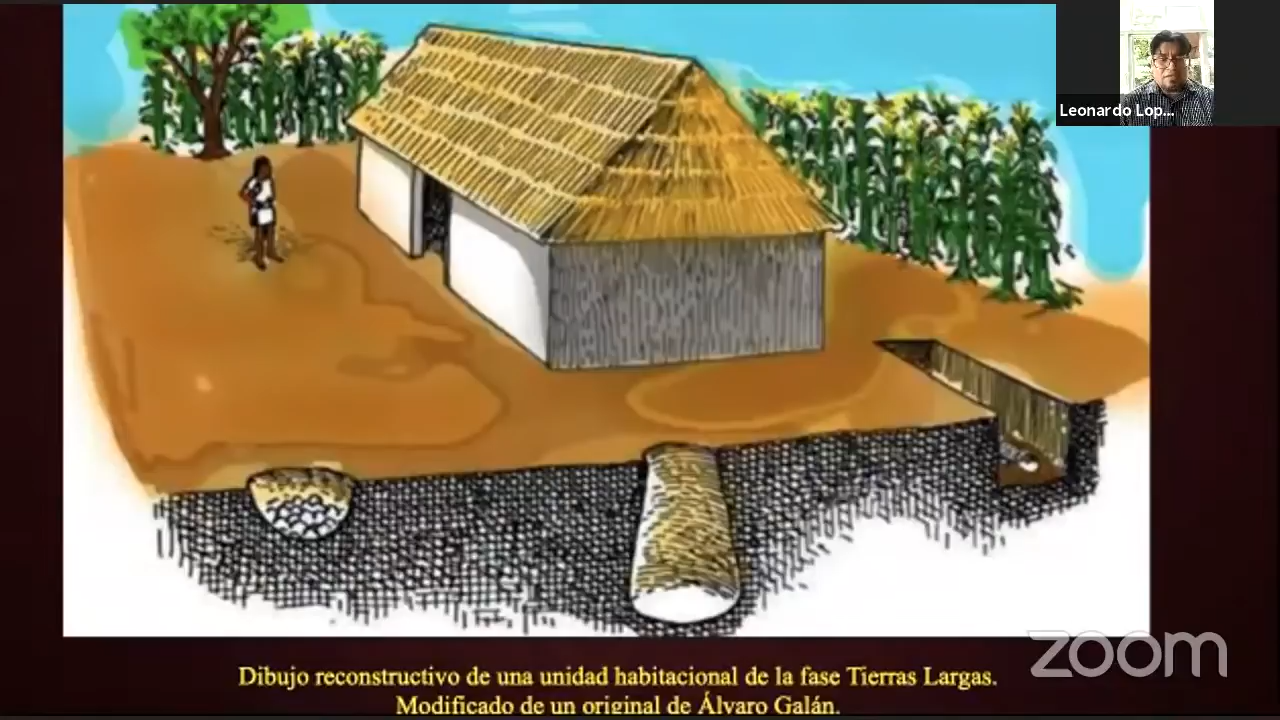 Leonardo Lop...
zoom
Dibujo reconstructivo de una unidad habitacional de la fase Tierras Largas.
Modificado de un original de Álvaro Galán.